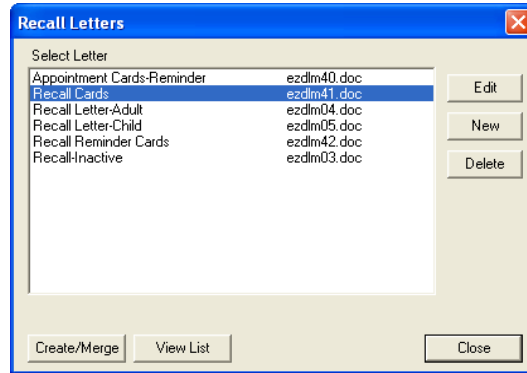 Recall Letters
Select Letter
Appointment Cards-Reminder ezdlm40.doc
Recall Cards ezdlm41.doc
Recall Letter-Adult ezdlm04.doc
Recall Letter-Child ezdlm05.doc
Recall Reminder Cards ezdlm42.doc
Recall-Inactive ezdlm03.doc
Edit
New
Delete
Create/Merge View List Close